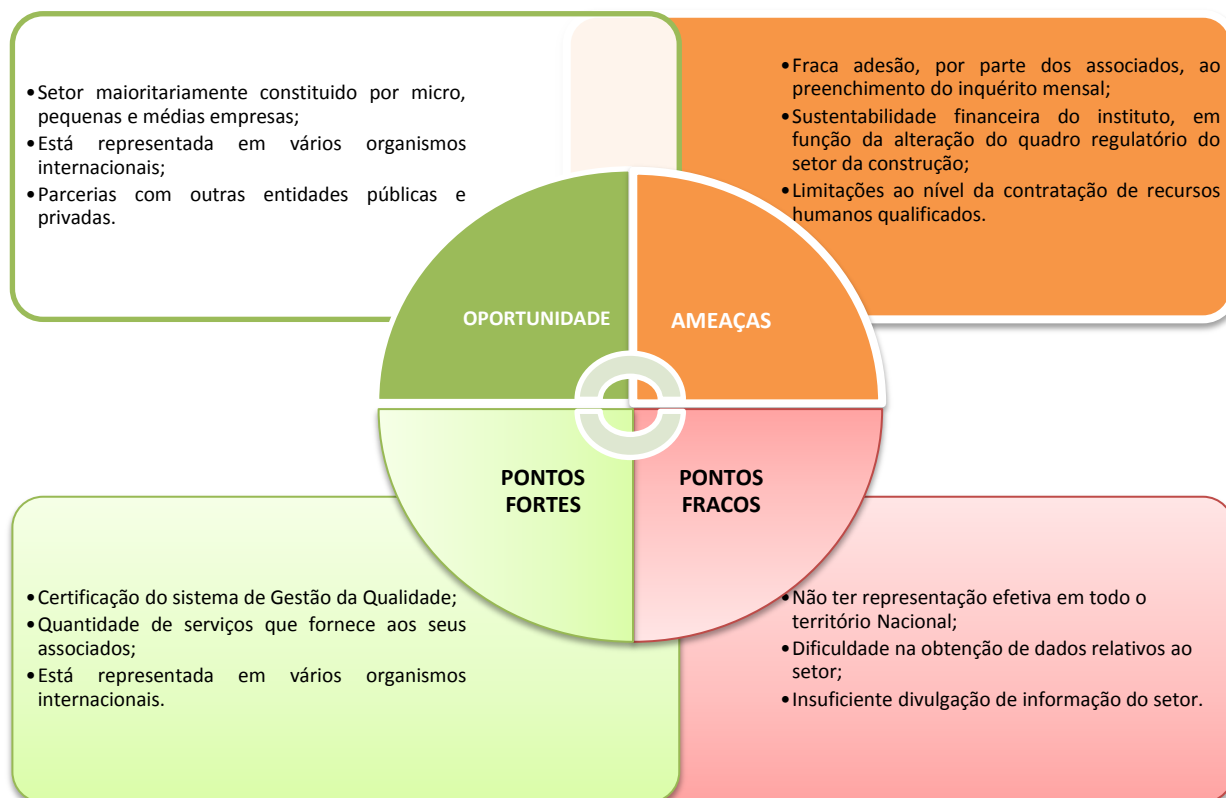 •Setor maioritariamente constituido por micro,
pequenas e médias empresas;
•Está representada em vários organismos
internacionais;
•Parcerias com outras entidades públicas e
privadas.
•Fraca adesão, por parte dos associados, ao
preenchimento do inquérito mensal;
•Sustentabilidade financeira do instituto, em
função da alteração do quadro regulatório do
setor da construção;
•Limitações ao nível da contratação de recursos
humanos qualificados.
OPORTUNIDADE
AMEAÇAS
PONTOS
FORTES
PONTOS
FRACOS
•Certificação do sistema de Gestão da Qualidade;
•Quantidade de serviços que fornece aos seus
associados;
•Está representada em vários organismos
internacionais.
•Não ter representação efetiva em todo o
território Nacional;
•Dificuldade na obtenção de dados relativos ao
setor;
•Insuficiente divulgação de informação do setor.